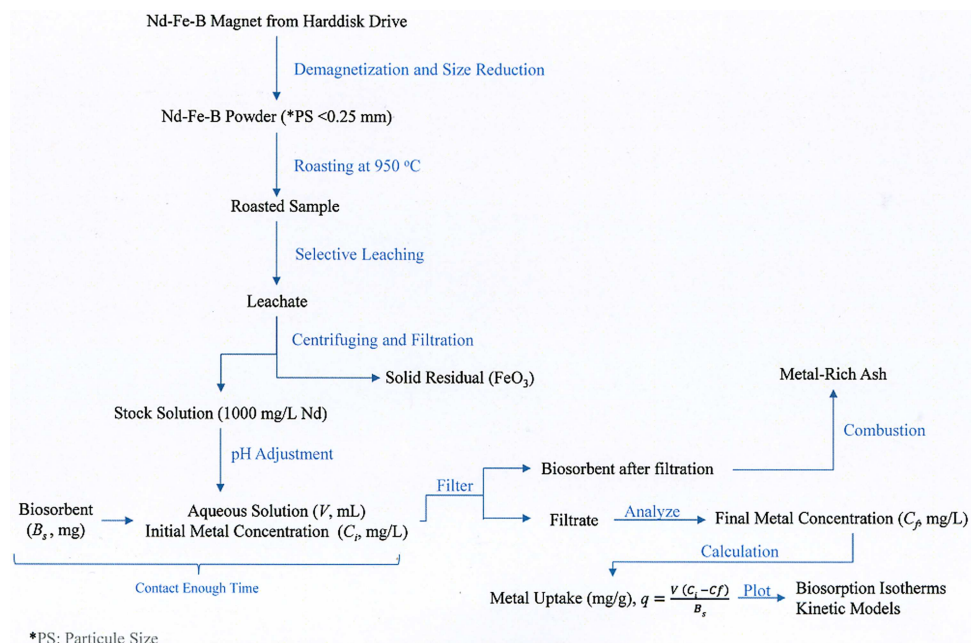 Nd-Fe-B Magnet from Harddisk Drive
Demagnetization and Size Reduction
Nd-Fe-B Powder (*PS <0.25 mm)
Roasting at 950 °C
Roasted Sample
Selective Leaching
Leachate
Centrifuging and Filtration
Solid Residual (FeO₃)
Stock Solution (1000 mg/L Nd)
pH Adjustment
Biosorbent
(Bₛ, mg)
Aqueous Solution (V, mL)
Initial Metal Concentration (Cᵢ, mg/L)
Contact Enough Time
Filter
Biosorbent after filtration
Combustion
Metal-Rich Ash
Filtrate
Analyze
Final Metal Concentration (C_f, mg/L)
Calculation
Metal Uptake (mg/g), q = V (Cᵢ −Cf) / Bₛ
Plot
Biosorption Isotherms
Kinetic Models
*PS: Particule Size